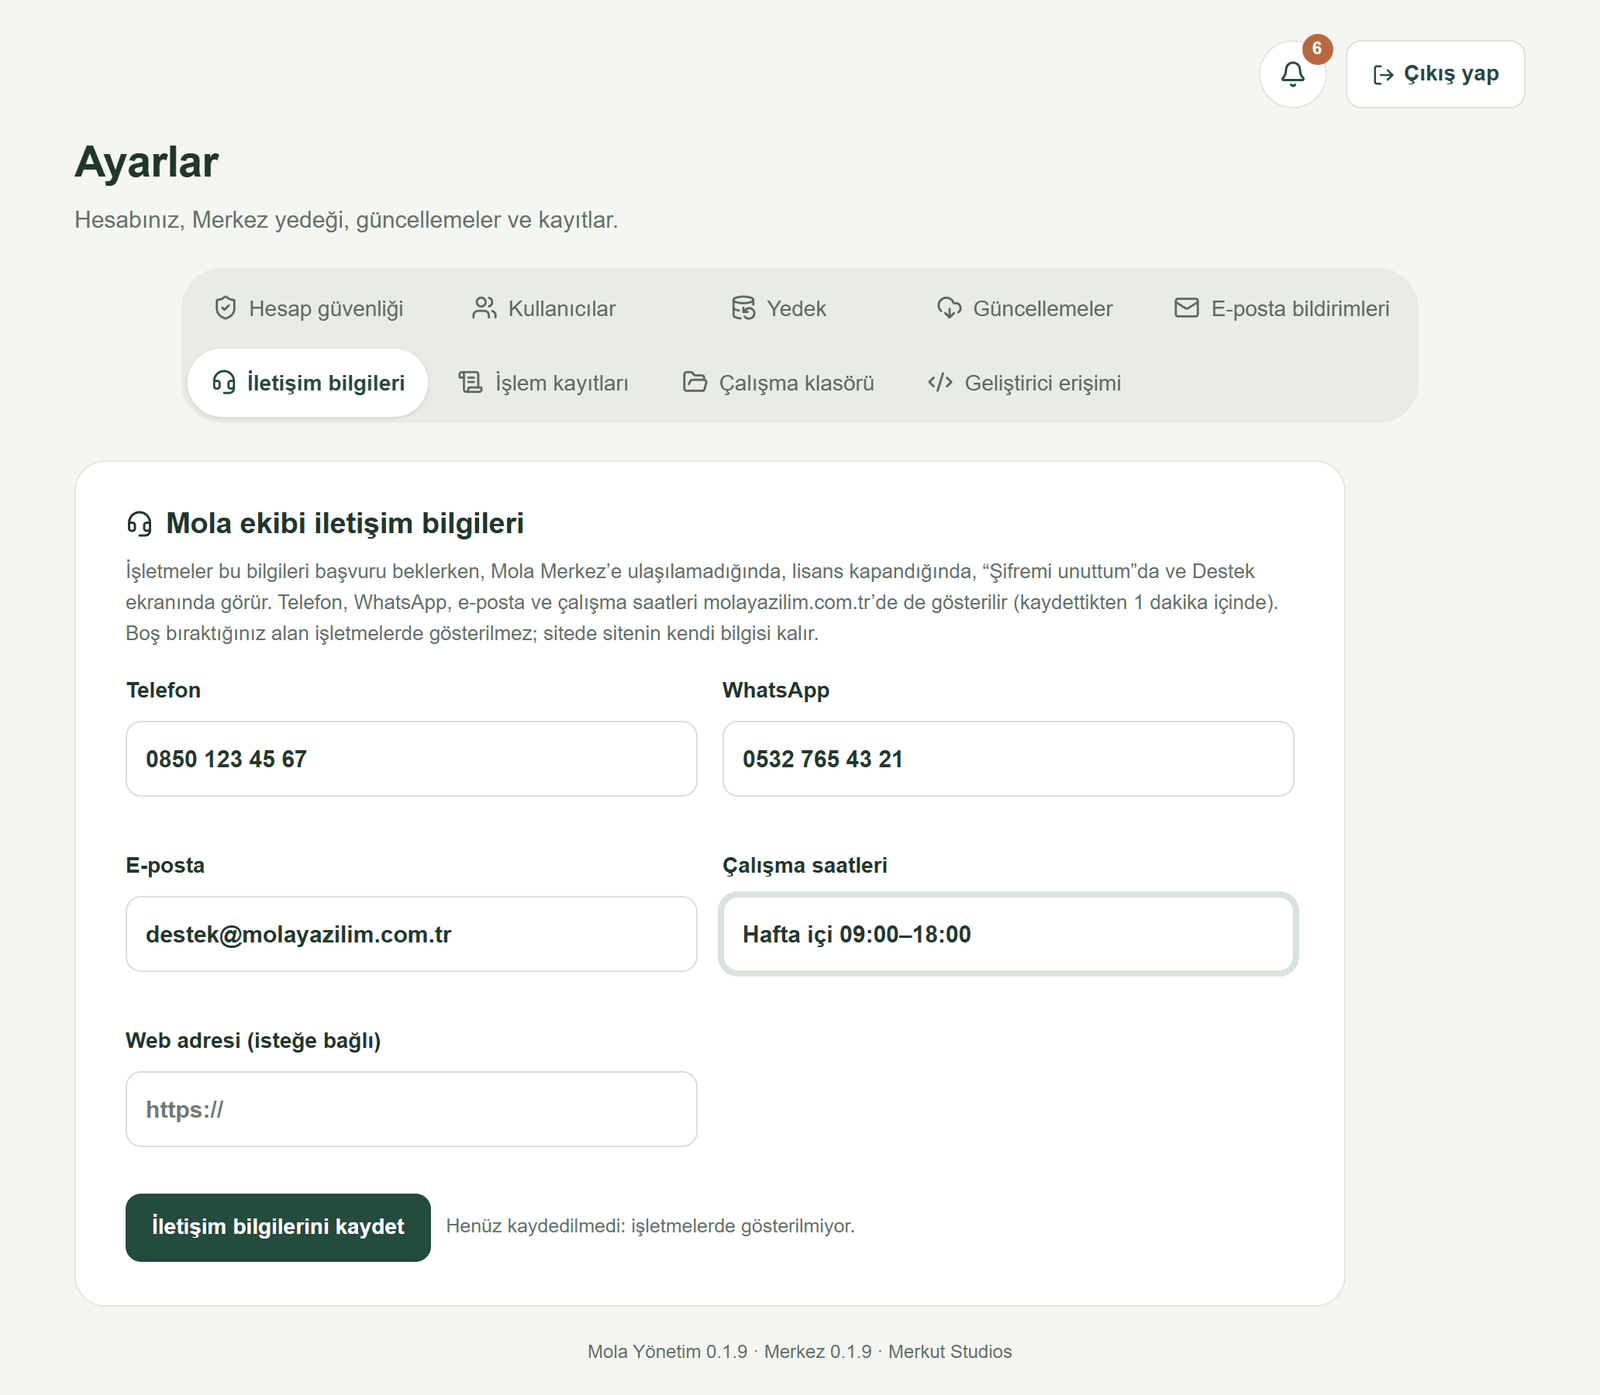 6
Çıkış yap
Ayarlar
Hesabınız, Merkez yedeği, güncellemeler ve kayıtlar.
Hesap güvenliği
Kullanıcılar
Yedek
Güncellemeler
E-posta bildirimleri
İletişim bilgileri
İşlem kayıtları
Çalışma klasörü
Geliştirici erişimi
Mola ekibi iletişim bilgileri
İşletmeler bu bilgileri başvuru beklerken, Mola Merkez’e ulaşılamadığında, lisans kapandığında, “Şifremi unuttum”da ve Destek
ekranında görür. Telefon, WhatsApp, e-posta ve çalışma saatleri molayazilim.com.tr’de de gösterilir (kaydettikten 1 dakika içinde).
Boş bıraktığınız alan işletmelerde gösterilmez; sitede sitenin kendi bilgisi kalır.
Telefon
WhatsApp
0850 123 45 67
0532 765 43 21
E-posta
Çalışma saatleri
destek@molayazilim.com.tr
Hafta içi 09:00–18:00
Web adresi (isteğe bağlı)
https://
İletişim bilgilerini kaydet
Henüz kaydedilmedi: işletmelerde gösterilmiyor.
Mola Yönetim 0.1.9 · Merkez 0.1.9 · Merkut Studios